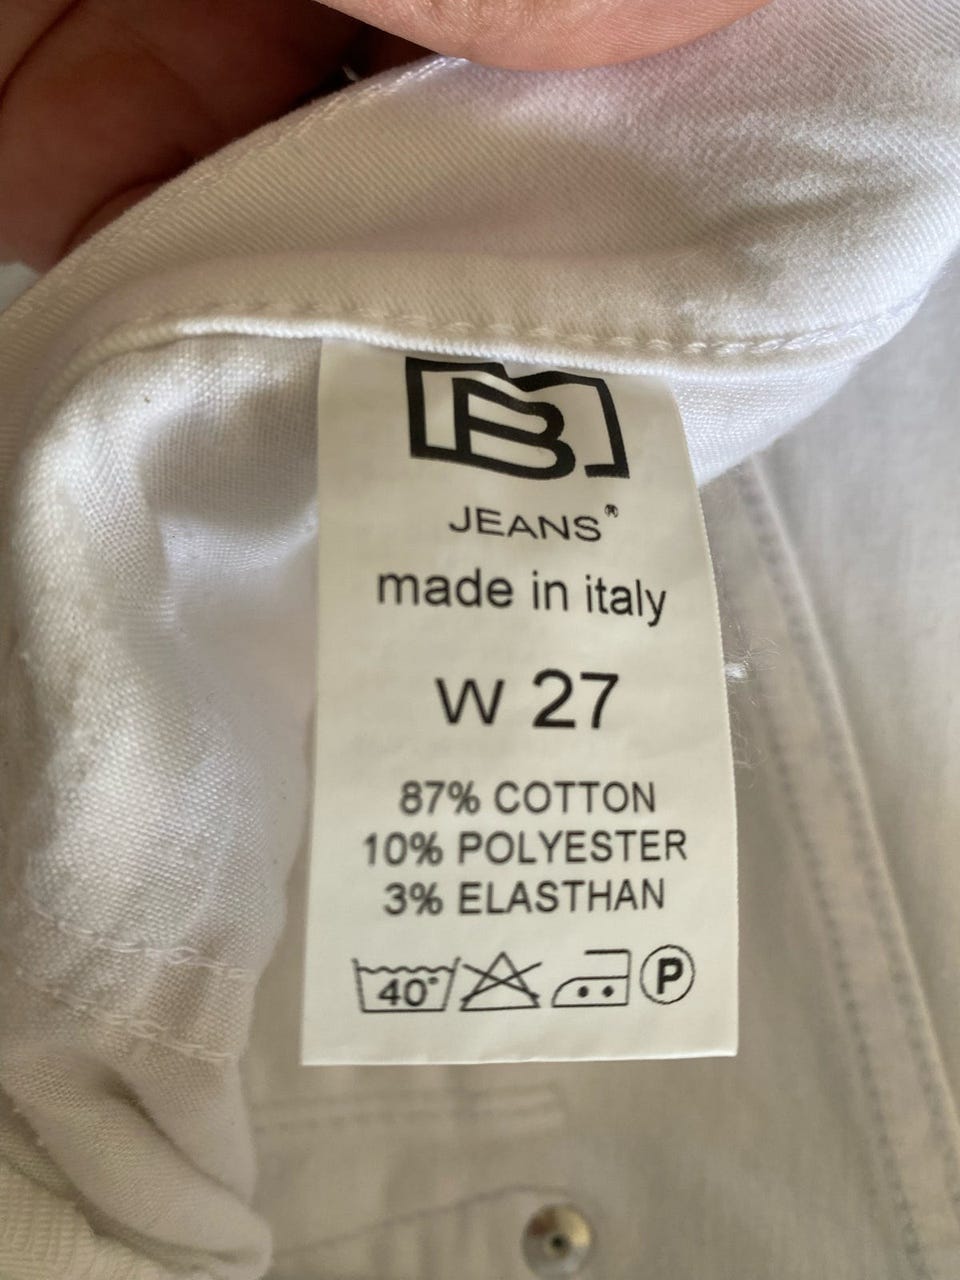 B
JEANS®
made in italy
W 27
87% COTTON
10% POLYESTER
3% ELASTHAN
40° P